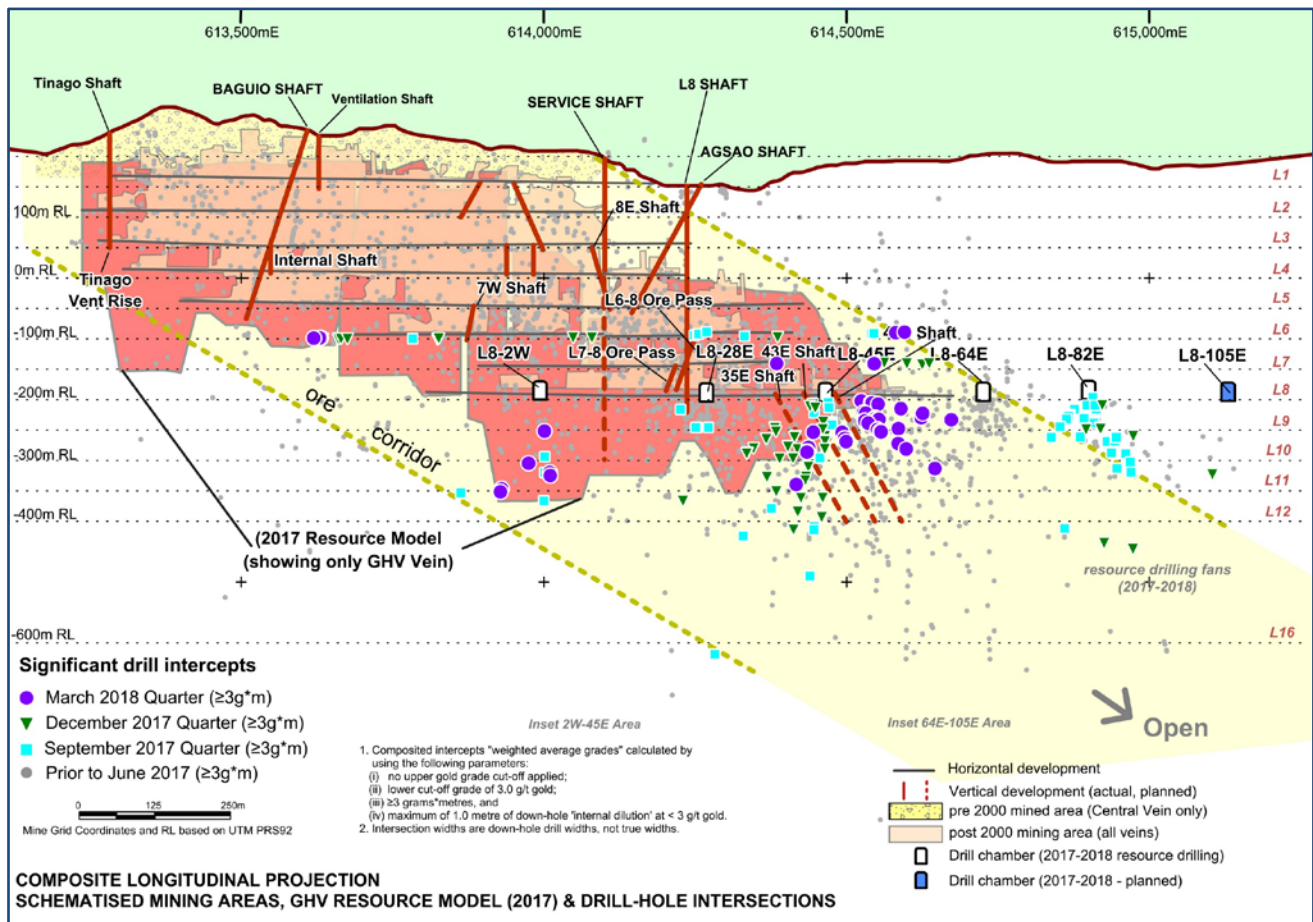 613,500mE 614,000mE 614,500mE 615,000mE
Tinago Shaft
BAGUIO SHAFT
Ventilation Shaft
SERVICE SHAFT
L8 SHAFT
AGSAO SHAFT
L1
100m RL
8E Shaft
L2
L3
Internal Shaft
0m RL
L4
Tinago
Vent Rise
7W Shaft
L6-8 Ore Pass
L5
-100m RL
Shaft
L6
L8-2W
L7-8 Ore Pass
L8-28E
43E Shaft
L8-45E
L8-64E
L8-82E
L8-105E
L7
35E Shaft
-200m RL
L8
ore
corridor
L9
-300m RL
L10
L11
-400m RL
L12
(2017 Resource Model
(showing only GHV Vein)
resource drilling fans
(2017-2018)
-600m RL
L16
Significant drill intercepts
March 2018 Quarter (≥3g*m)
December 2017 Quarter (≥3g*m)
September 2017 Quarter (≥3g*m)
Prior to June 2017 (≥3g*m)
0 125 250m
Mine Grid Coordinates and RL based on UTM PRS92
Inset 2W-45E Area
Inset 64E-105E Area
Open
1. Composited intercepts "weighted average grades" calculated by
using the following parameters:
(i) no upper gold grade cut-off applied;
(ii) lower cut-off grade of 3.0 g/t gold;
(iii) ≥3 grams*metres, and
(iv) maximum of 1.0 metre of down-hole 'internal dilution' at < 3 g/t gold.
2. Intersection widths are down-hole drill widths, not true widths.
Horizontal development
Vertical development (actual, planned)
pre 2000 mined area (Central Vein only)
post 2000 mining area (all veins)
Drill chamber (2017-2018 resource drilling)
Drill chamber (2017-2018 - planned)
COMPOSITE LONGITUDINAL PROJECTION
SCHEMATISED MINING AREAS, GHV RESOURCE MODEL (2017) & DRILL-HOLE INTERSECTIONS